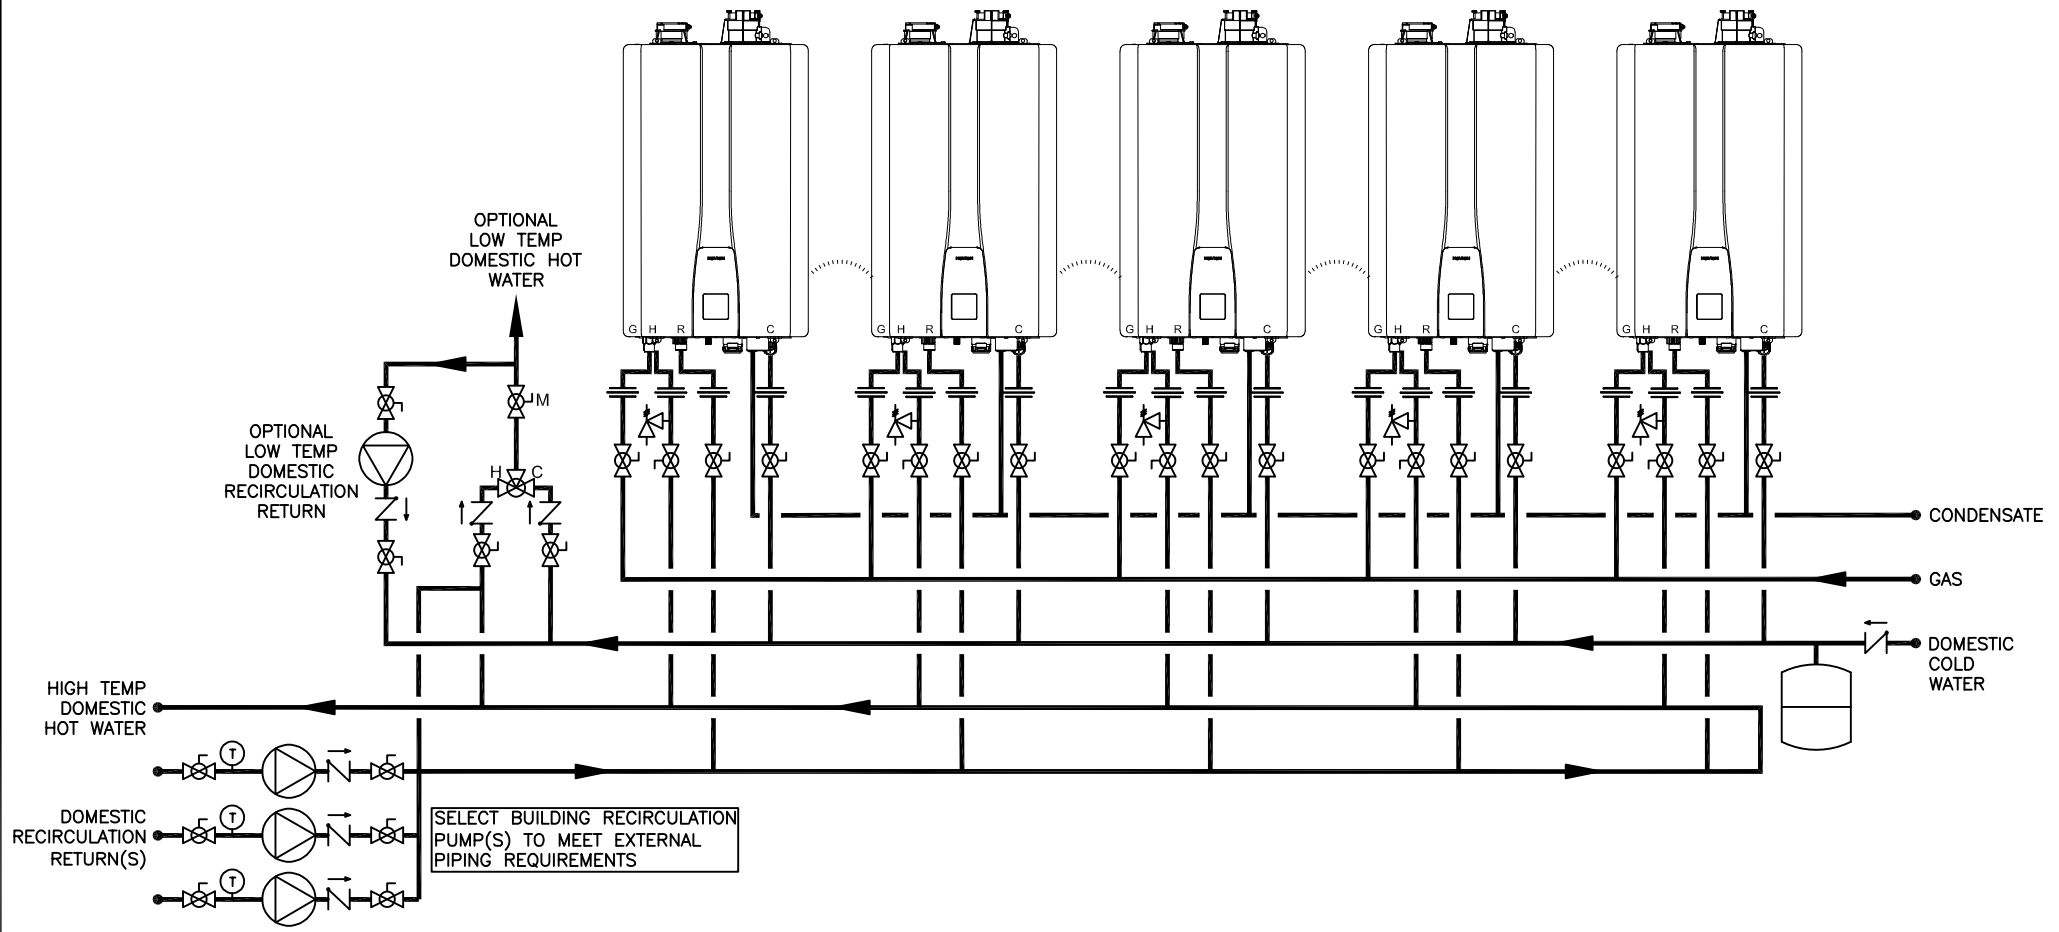 OPTIONAL
LOW TEMP
DOMESTIC HOT
WATER
G H R C
G H R C
G H R C
G H R C
G H R C
M
OPTIONAL
LOW TEMP
DOMESTIC
RECIRCULATION
RETURN
H C
CONDENSATE
GAS
DOMESTIC
COLD
WATER
HIGH TEMP
DOMESTIC
HOT WATER
T
T
T
DOMESTIC
RECIRCULATION
RETURN(S)
SELECT BUILDING RECIRCULATION
PUMP(S) TO MEET EXTERNAL
PIPING REQUIREMENTS